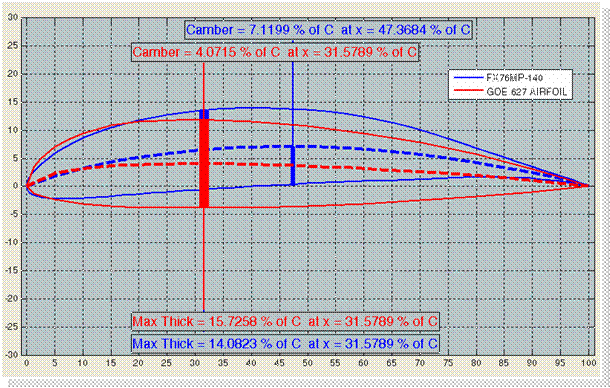 30
Camber = 7.1199 % of C at x = 47.3684 % of C
25
Camber = 4.0715 % of C at x = 31.5789 % of C
20
FX76MP-140
GOE 627 AIRFOIL
15
10
5
0
-5
-10
-15
-20
-25
Max Thick = 15.7258 % of C at x = 31.5789 % of C
Max Thick = 14.0823 % of C at x = 31.5789 % of C
-30
0 5 10 15 20 25 30 35 40 45 50 55 60 65 70 75 80 85 90 95 100